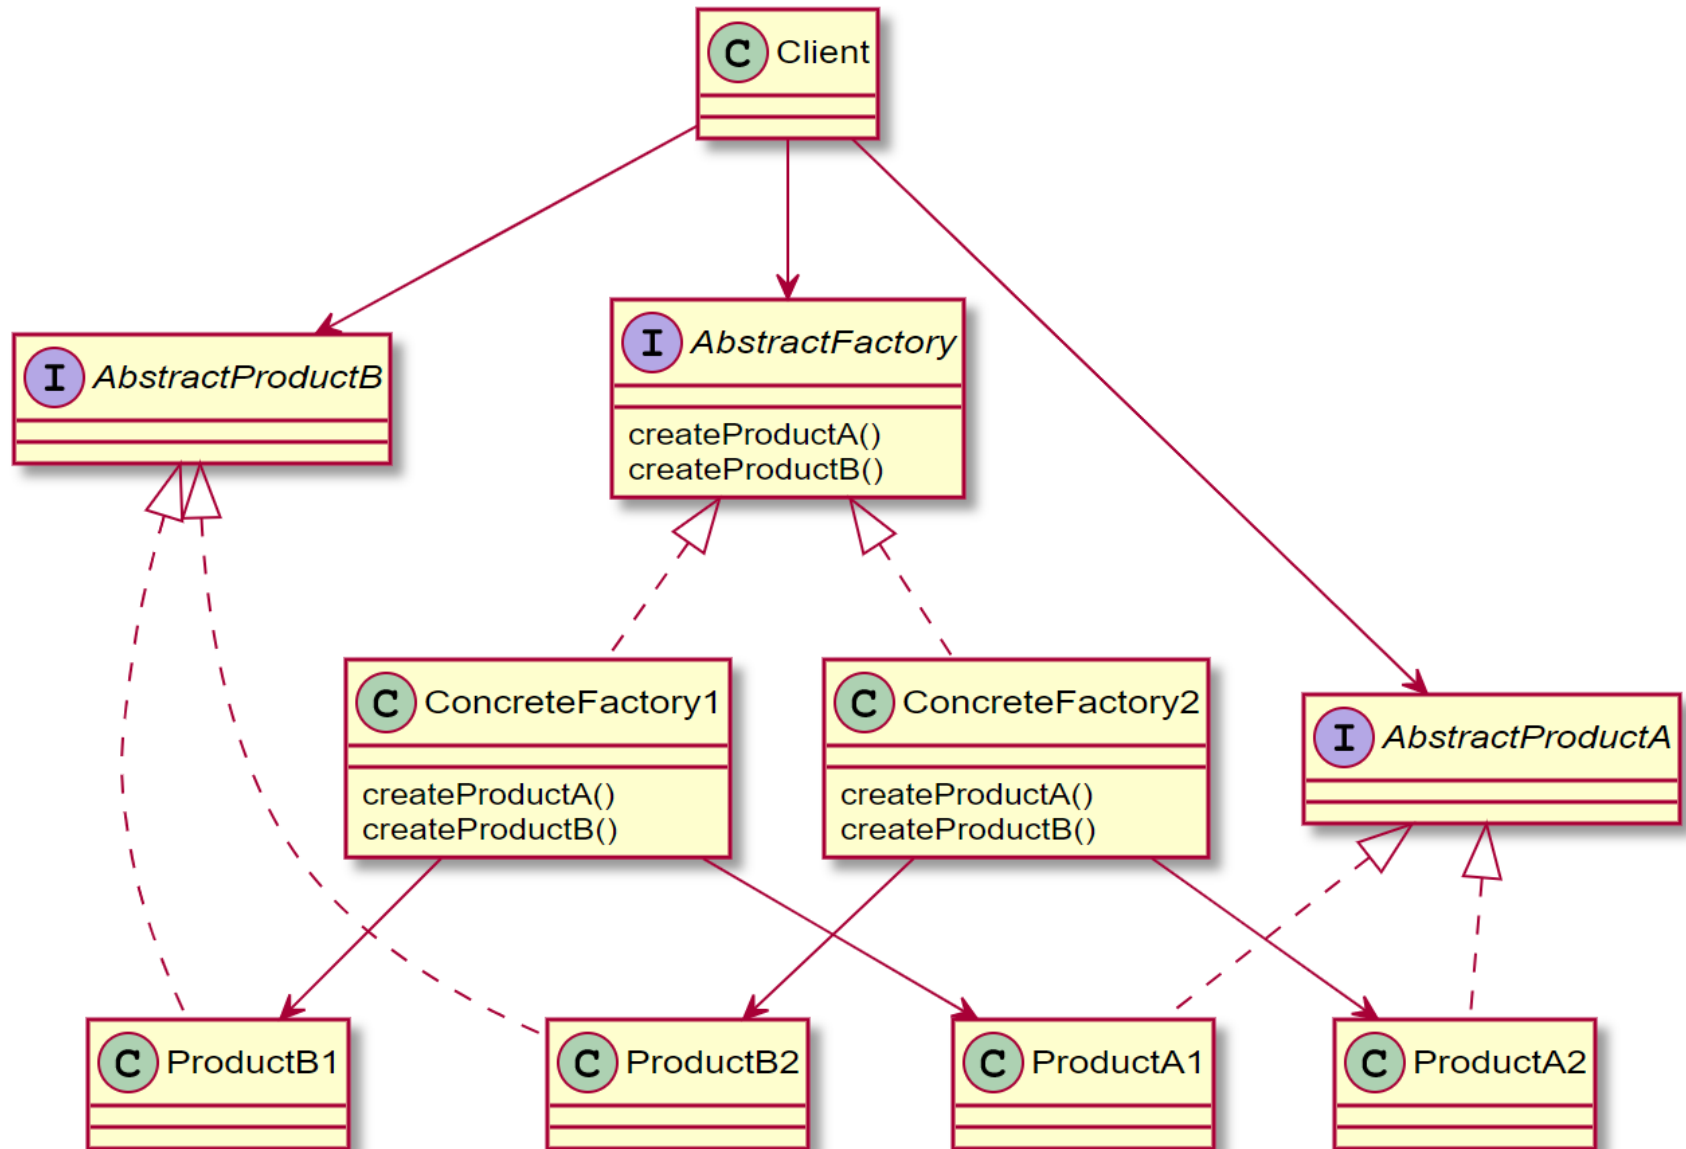 C Client
I AbstractProductB
I AbstractFactory
createProductA()
createProductB()
C ConcreteFactory1
createProductA()
createProductB()
C ConcreteFactory2
createProductA()
createProductB()
I AbstractProductA
C ProductB1
C ProductB2
C ProductA1
C ProductA2